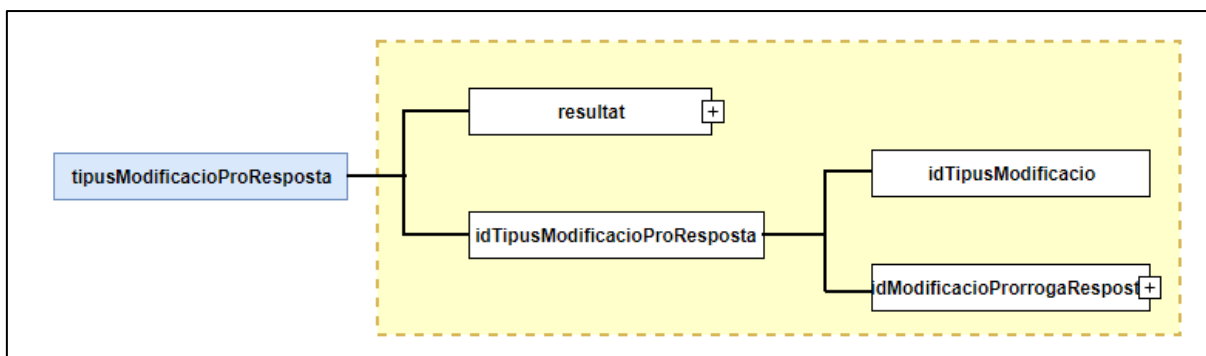 resultat
+
tipusModificacioProResposta
idTipusModificacio
idTipusModificacioProResposta
idModificacioProrrogaRespost
+